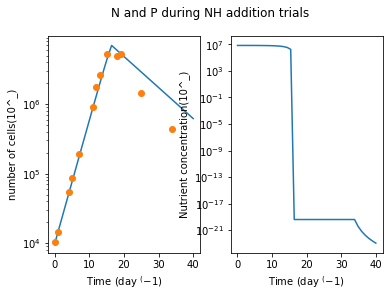 N and P during NH addition trials
number of cells(10^_)
10^6
10^5
10^4
0 10 20 30 40
Time (day ⁽−1)
Nutrient concentration(10^_)
10^7
10^3
10^−1
10^−5
10^−9
10^−13
10^−17
10^−21
0 10 20 30 40
Time (day ⁽−1)